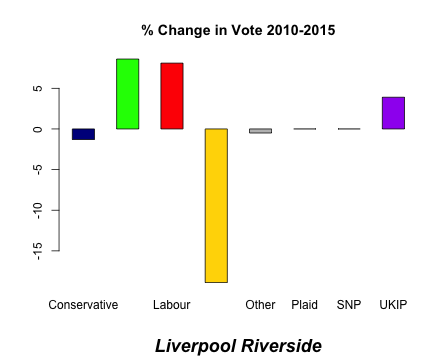 % Change in Vote 2010-2015
5
0
-5
-10
-15
Conservative Labour Other Plaid SNP UKIP
Liverpool Riverside